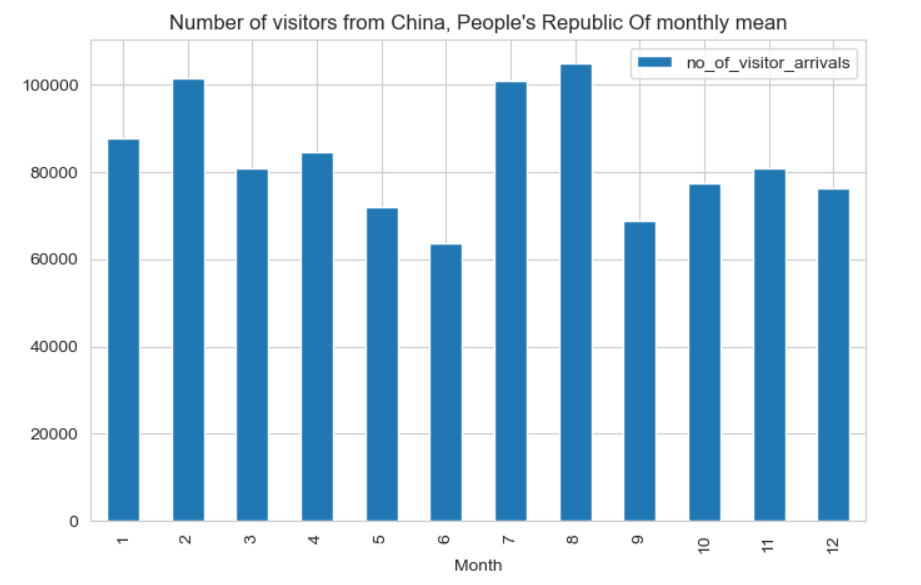 Number of visitors from China, People's Republic Of monthly mean
no_of_visitor_arrivals
100000
80000
60000
40000
20000
0
1 2 3 4 5 6 7 8 9 10 11 12
Month